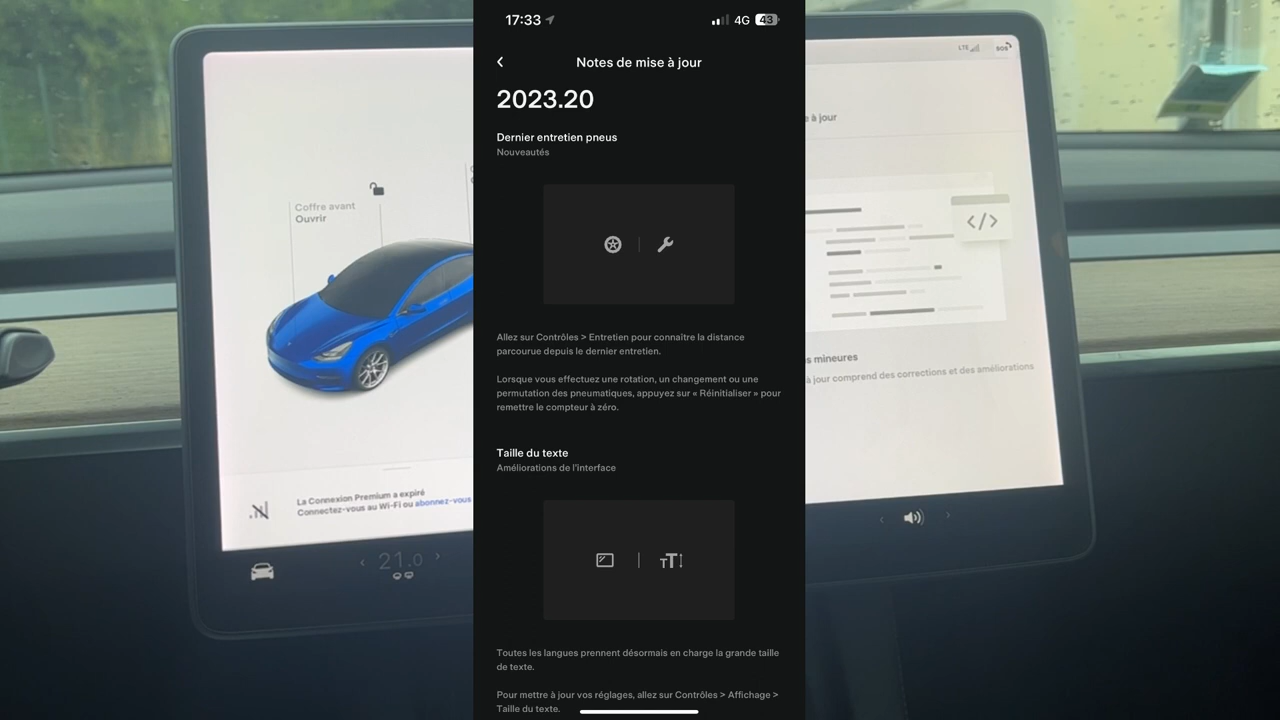 17:33
4G
43
Notes de mise à jour
2023.20
Dernier entretien pneus
Nouveautés
Allez sur Contrôles > Entretien pour connaître la distance
parcourue depuis le dernier entretien.
Lorsque vous effectuez une rotation, un changement ou une
permutation des pneumatiques, appuyez sur « Réinitialiser » pour
remettre le compteur à zéro.
Taille du texte
Améliorations de l'interface
TT
Toutes les langues prennent désormais en charge la grande taille
de texte.
Pour mettre à jour vos réglages, allez sur Contrôles > Affichage >
Taille du texte.
Coffre avant
Ouvrir
La Connexion Premium a expiré
Connectez-vous au Wi-Fi ou abonnez-vous
21.0
LTE
SOS
à jour
</>
s mineures
à jour comprend des corrections et des améliorations